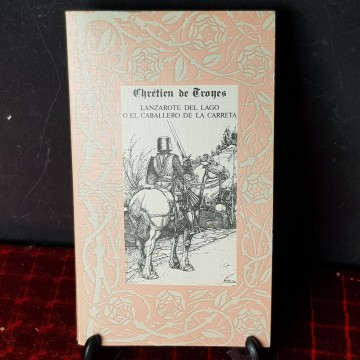 Chrétien de Troyes
LANZAROTE DEL LAGO
O EL CABALLERO DE LA CARRETA